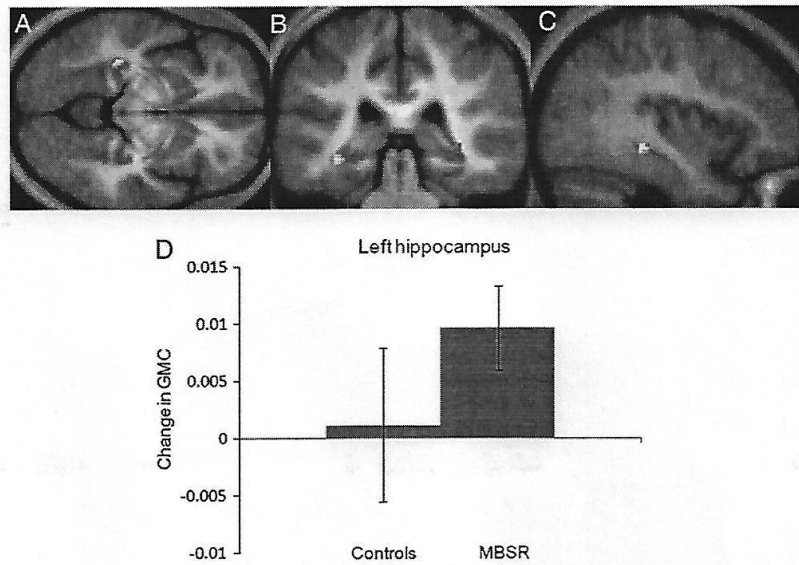 A
B
C
D
Left hippocampus
Change in GMC
0.015
0.01
0.005
0
-0.005
-0.01
Controls
MBSR